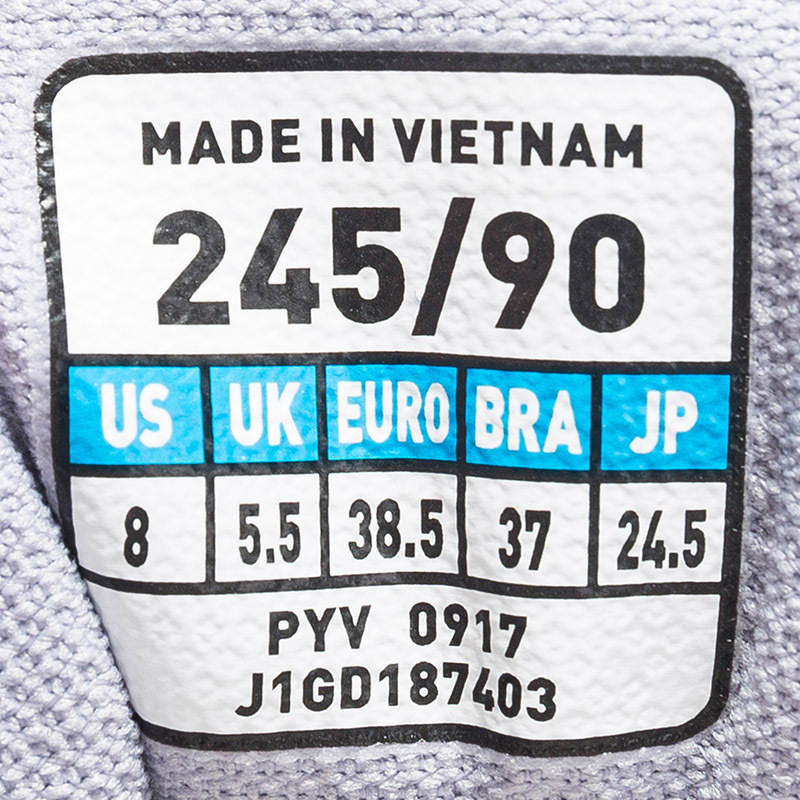 MADE IN VIETNAM
245/90
US UK EURO BRA JP
8 5.5 38.5 37 24.5
PYV 0917
J1GD187403